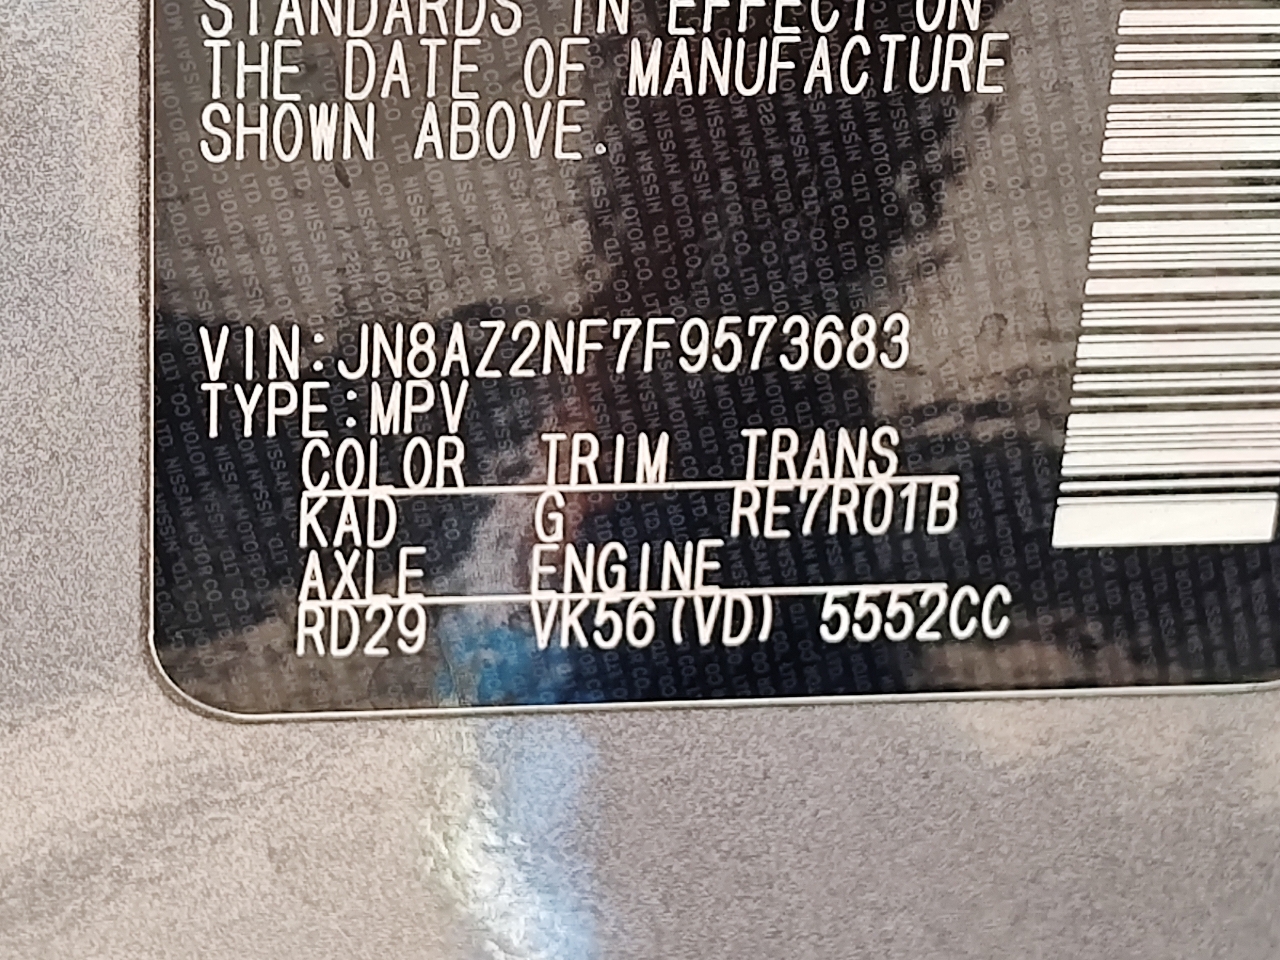 STANDARDS IN EFFECT ON
THE DATE OF MANUFACTURE
SHOWN ABOVE.
VIN:JN8AZ2NF7F9573683
TYPE:MPV
COLOR TRIM TRANS
KAD G RE7R01B
AXLE ENGINE
RD29 VK56(VD) 5552CC